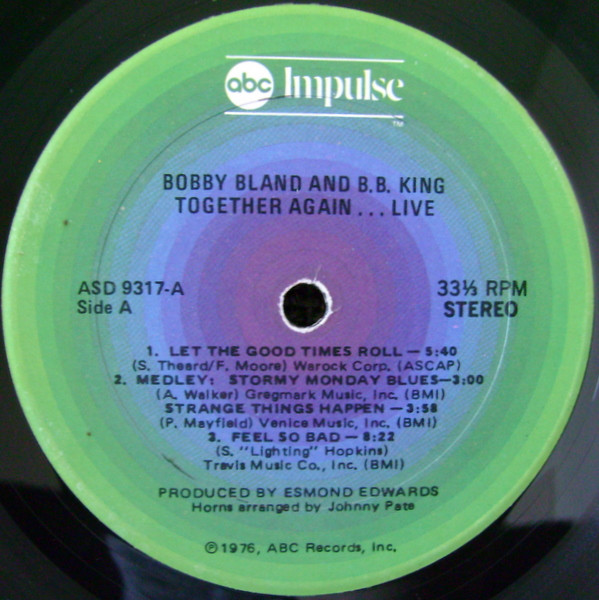 abc Impulse
TM
BOBBY BLAND AND B.B. KING
TOGETHER AGAIN... LIVE
ASD 9317-A
Side A
33⅓ RPM
STEREO
1. LET THE GOOD TIMES ROLL — 5:40
(S. Theard/F. Moore) Warock Corp. (ASCAP)
2. MEDLEY: STORMY MONDAY BLUES—3:00
(A. Walker) Gregmark Music, Inc. (BMI)
STRANGE THINGS HAPPEN — 3:58
(P. Mayfield) Venice Music, Inc. (BMI)
3. FEEL SO BAD — 8:22
(S. "Lighting" Hopkins)
Travis Music Co., Inc. (BMI)
PRODUCED BY ESMOND EDWARDS
Horns arranged by Johnny Pate
℗1976, ABC Records, Inc.